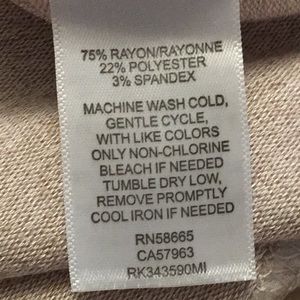 75% RAYON/RAYONNE
22% POLYESTER
3% SPANDEX
MACHINE WASH COLD,
GENTLE CYCLE,
WITH LIKE COLORS
ONLY NON-CHLORINE
BLEACH IF NEEDED
TUMBLE DRY LOW,
REMOVE PROMPTLY
COOL IRON IF NEEDED
RN58665
CA57963
RK343590MI